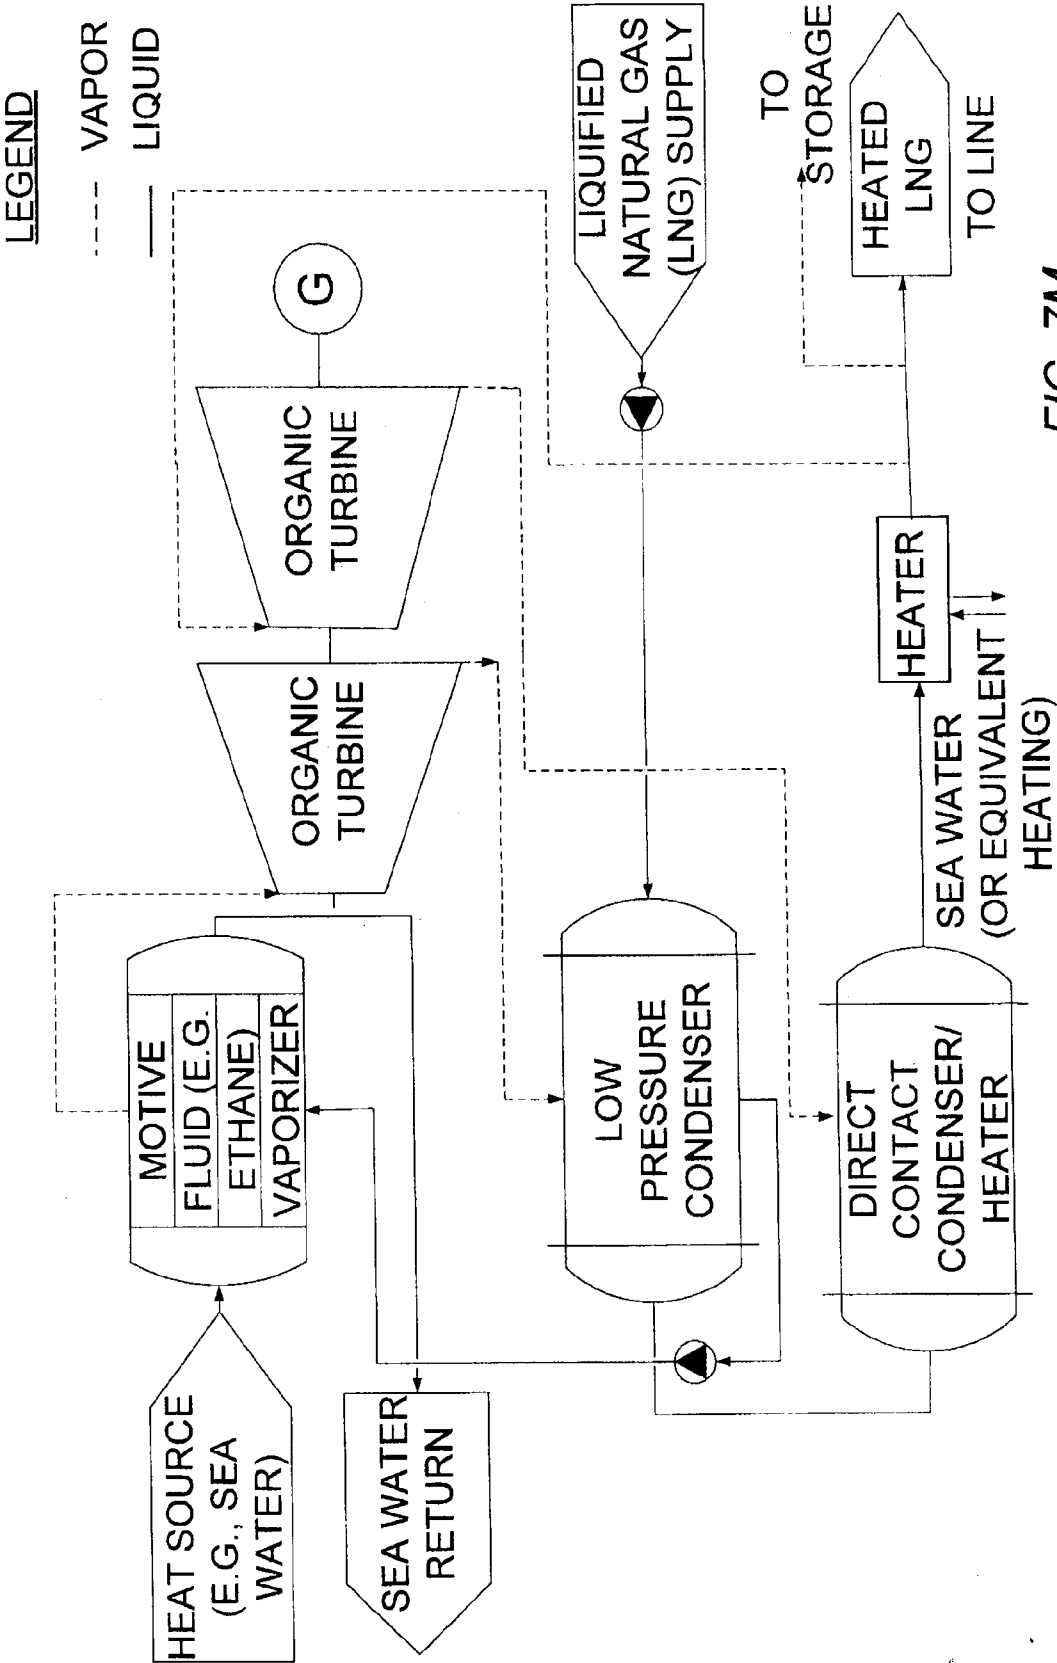 LEGEND
VAPOR
LIQUID
HEAT SOURCE
(E.G., SEA
WATER)
MOTIVE
FLUID (E.G.
ETHANE)
VAPORIZER
ORGANIC
TURBINE
ORGANIC
TURBINE
G
SEA WATER
RETURN
LOW
PRESSURE
CONDENSER
LIQUIFIED
NATURAL GAS
(LNG) SUPPLY
DIRECT
CONTACT
CONDENSER/
HEATER
HEATER
SEA WATER
(OR EQUIVALENT
HEATING)
TO
STORAGE
HEATED
LNG
TO LINE
FIG. 7M